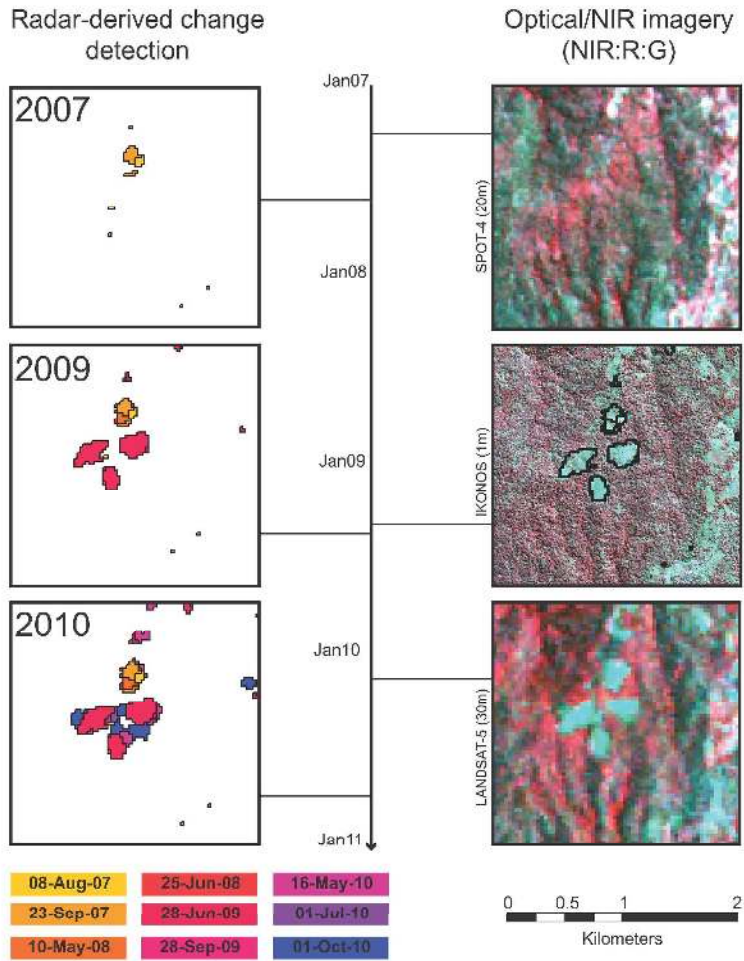 Radar-derived change
detection
Optical/NIR imagery
(NIR:R:G)
2007
2009
2010
Jan07
Jan08
Jan09
Jan10
Jan11
SPOT-4 (20m)
IKONOS (1m)
LANDSAT-5 (30m)
08-Aug-07
25-Jun-08
16-May-10
23-Sep-07
28-Jun-09
01-Jul-10
10-May-08
28-Sep-09
01-Oct-10
0 0.5 1 2
Kilometers